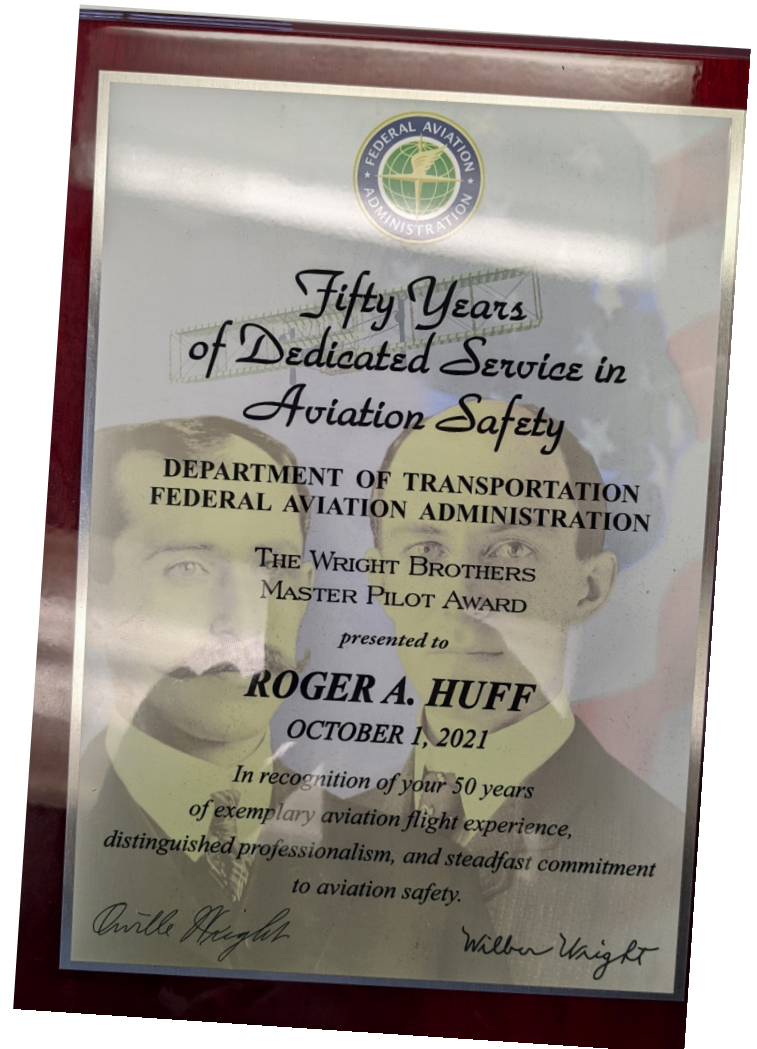 FEDERAL AVIATION
ADMINISTRATION
Fifty Years
of Dedicated Service in
Aviation Safety
DEPARTMENT OF TRANSPORTATION
FEDERAL AVIATION ADMINISTRATION
THE WRIGHT BROTHERS
MASTER PILOT AWARD
presented to
ROGER A. HUFF
OCTOBER 1, 2021
In recognition of your 50 years
of exemplary aviation flight experience,
distinguished professionalism, and steadfast commitment
to aviation safety.
Orville Wright
Wilbur Wright